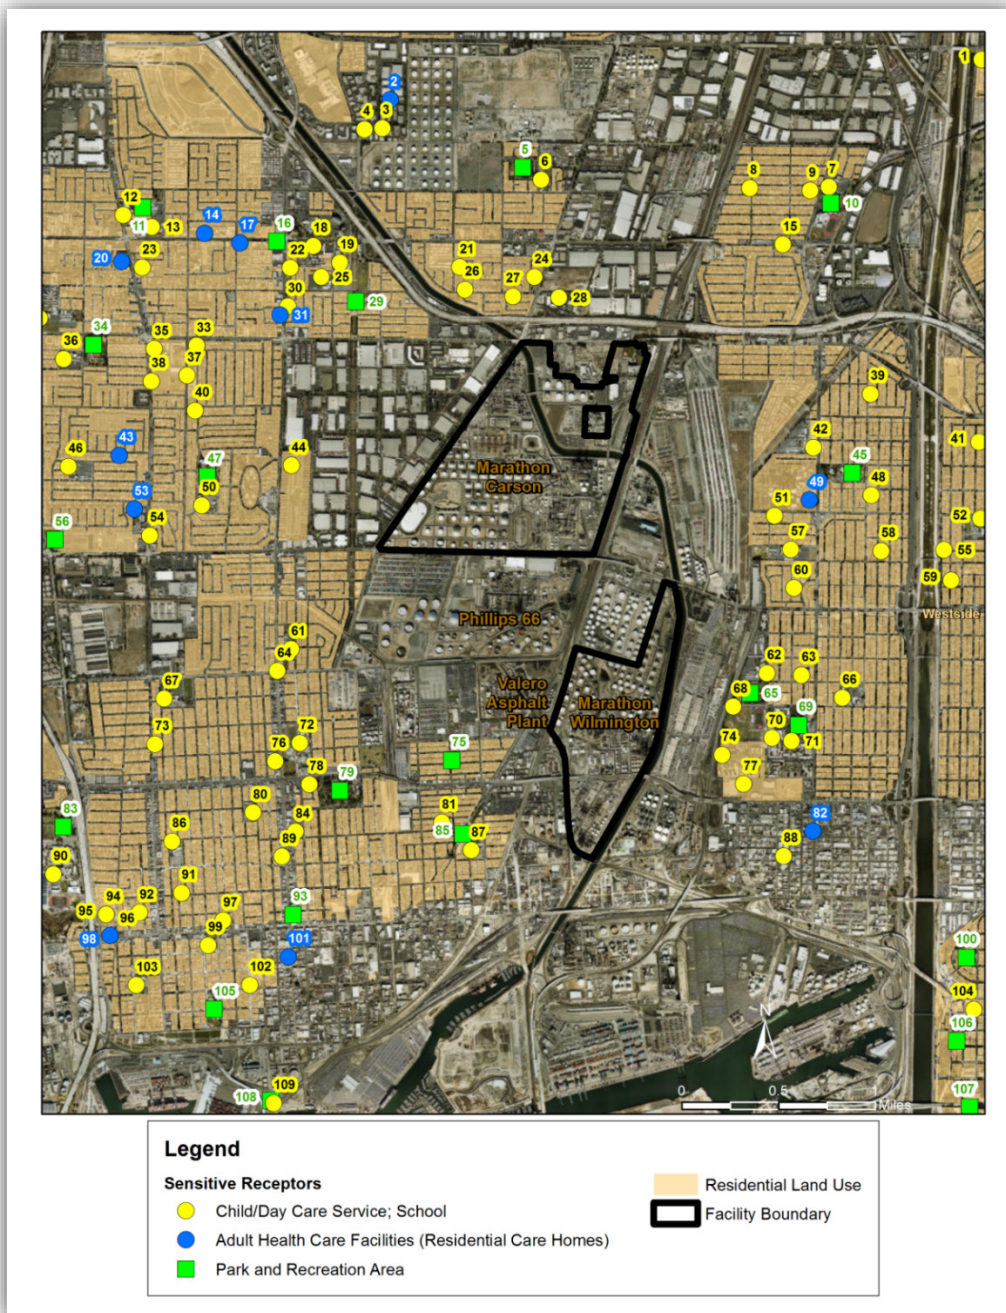 1
2
4 3
5
6
8 9 7
10
12
11 13
14 17 16 18
15
20 23 22 19
25
21
26 27 24
28
30
31
29
36 34 35 33
38 37
40
39
43
46 47
44
42
41
45
49 48
50
53
54
56
51
52
57 58
55
59
60
Marathon
Carson
Phillips 66
Westside
61
64
62 63
67
Valero
Asphalt
Plant
Marathon
Wilmington
68 65 66
69
73 72 70 71
76 75 74
78 79 77
80 81
83 84 85 87 82
86 89 88
90
91
94 92
95 96 97 93
98 99 101
100
103 102
105
104
106
107
108 109
N
0 0.5 1
Miles
Legend
Sensitive Receptors
Child/Day Care Service; School
Adult Health Care Facilities (Residential Care Homes)
Park and Recreation Area
Residential Land Use
Facility Boundary